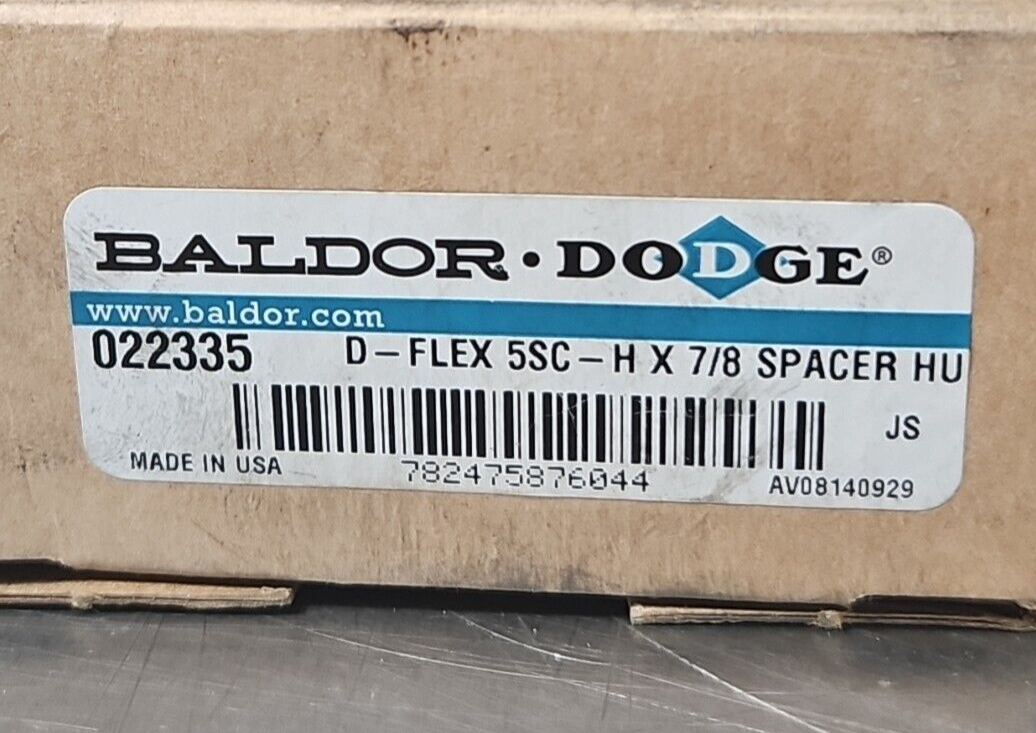 BALDOR • DODGE®
www.baldor.com
022335 D-FLEX 5SC-H X 7/8 SPACER HU
JS
MADE IN USA 782475876044 AV08140929